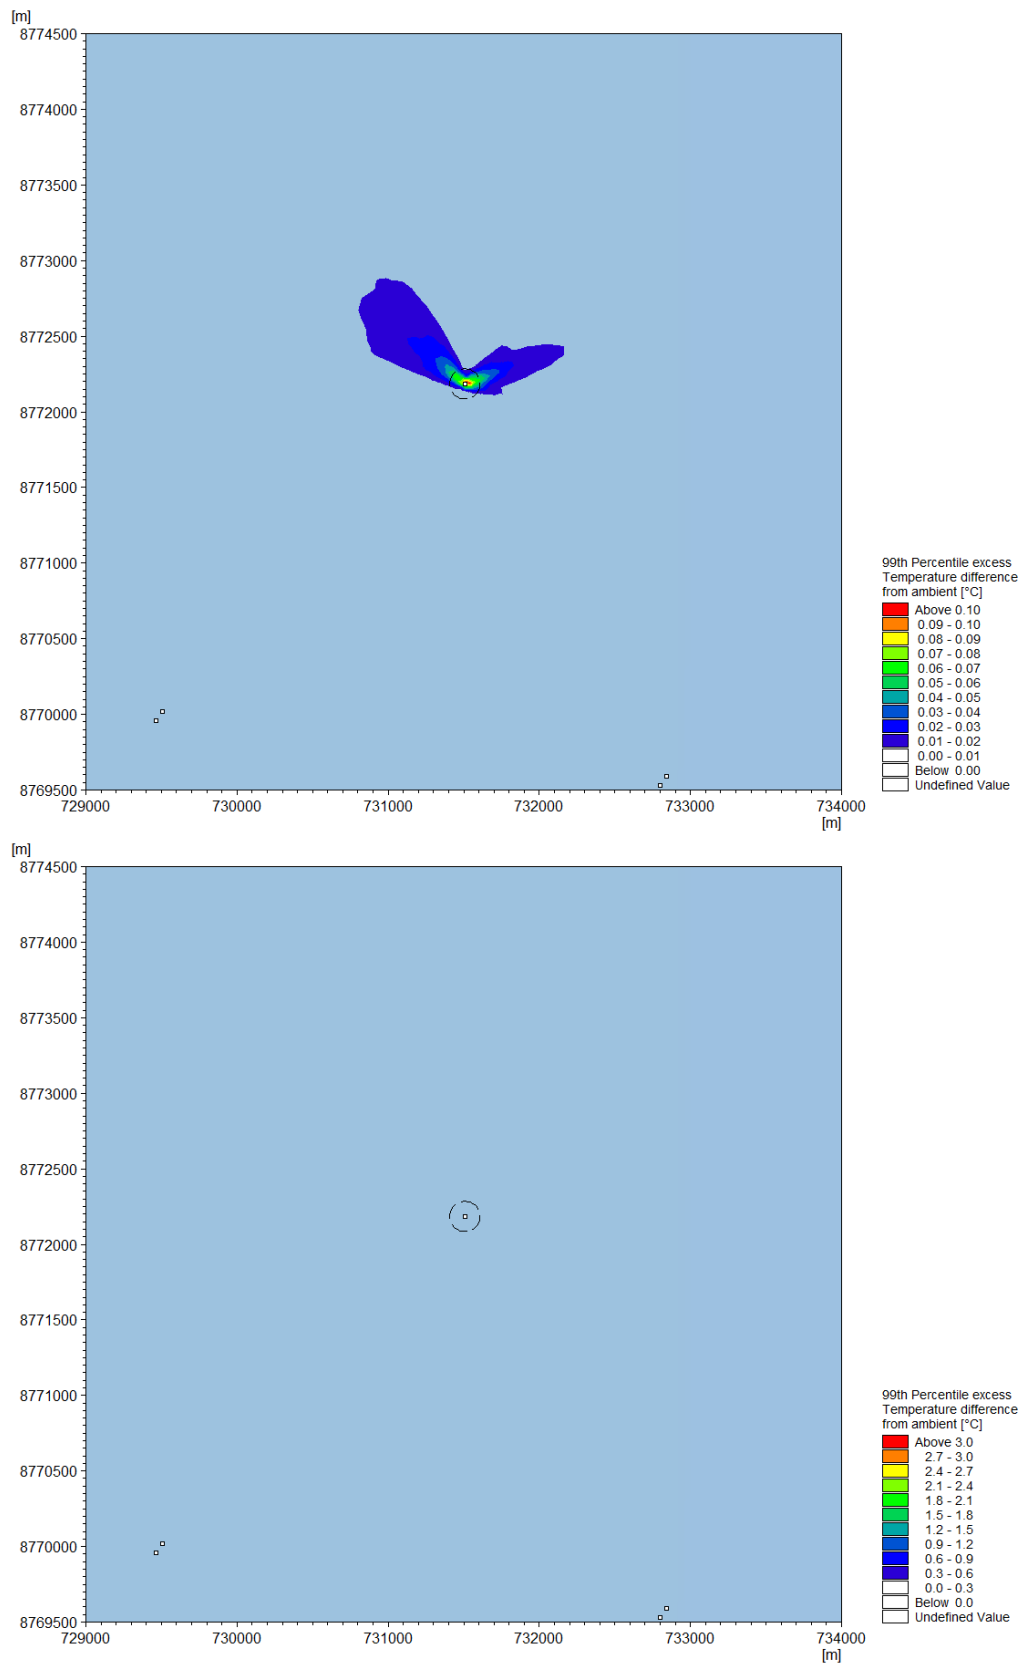 [m]
8774500
8774000
8773500
8773000
8772500
8772000
8771500
8771000
8770500
8770000
8769500
729000 730000 731000 732000 733000 734000
[m]
99th Percentile excess
Temperature difference
from ambient [°C]
Above 0.10
0.09 - 0.10
0.08 - 0.09
0.07 - 0.08
0.06 - 0.07
0.05 - 0.06
0.04 - 0.05
0.03 - 0.04
0.02 - 0.03
0.01 - 0.02
0.00 - 0.01
Below 0.00
Undefined Value
[m]
8774500
8774000
8773500
8773000
8772500
8772000
8771500
8771000
8770500
8770000
8769500
729000 730000 731000 732000 733000 734000
[m]
99th Percentile excess
Temperature difference
from ambient [°C]
Above 3.0
2.7 - 3.0
2.4 - 2.7
2.1 - 2.4
1.8 - 2.1
1.5 - 1.8
1.2 - 1.5
0.9 - 1.2
0.6 - 0.9
0.3 - 0.6
0.0 - 0.3
Below 0.0
Undefined Value